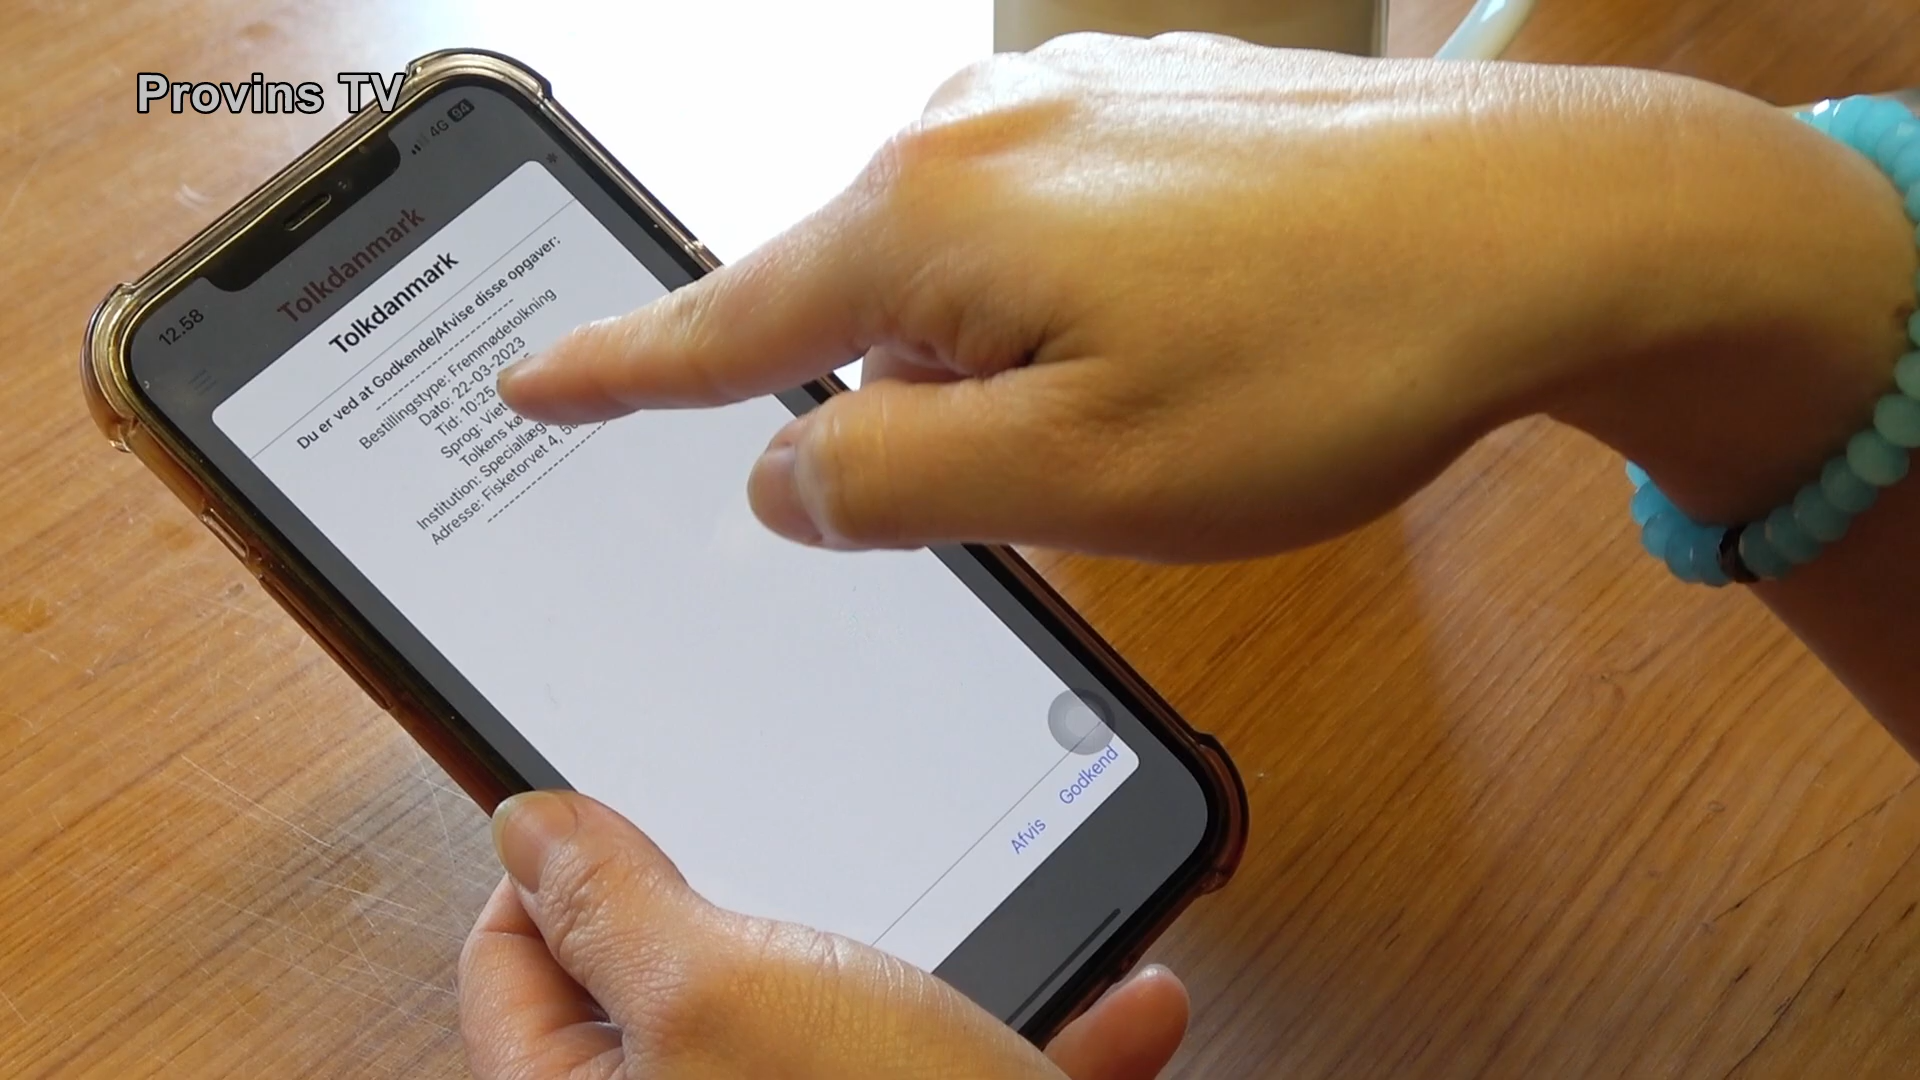 Provins TV
12.58
4G 94
Tolkdanmark
Tolkdanmark
Du er ved at Godkende/Afvise disse opgaver:
--------------------------------
Bestillingstype: Fremmødetolkning
Dato: 22-03-2023
Tid: 10:25
Sprog:
Tolkens
Institution:
Adresse: Fisketorvet 4,
--------------------------------
Godkend
Afvis